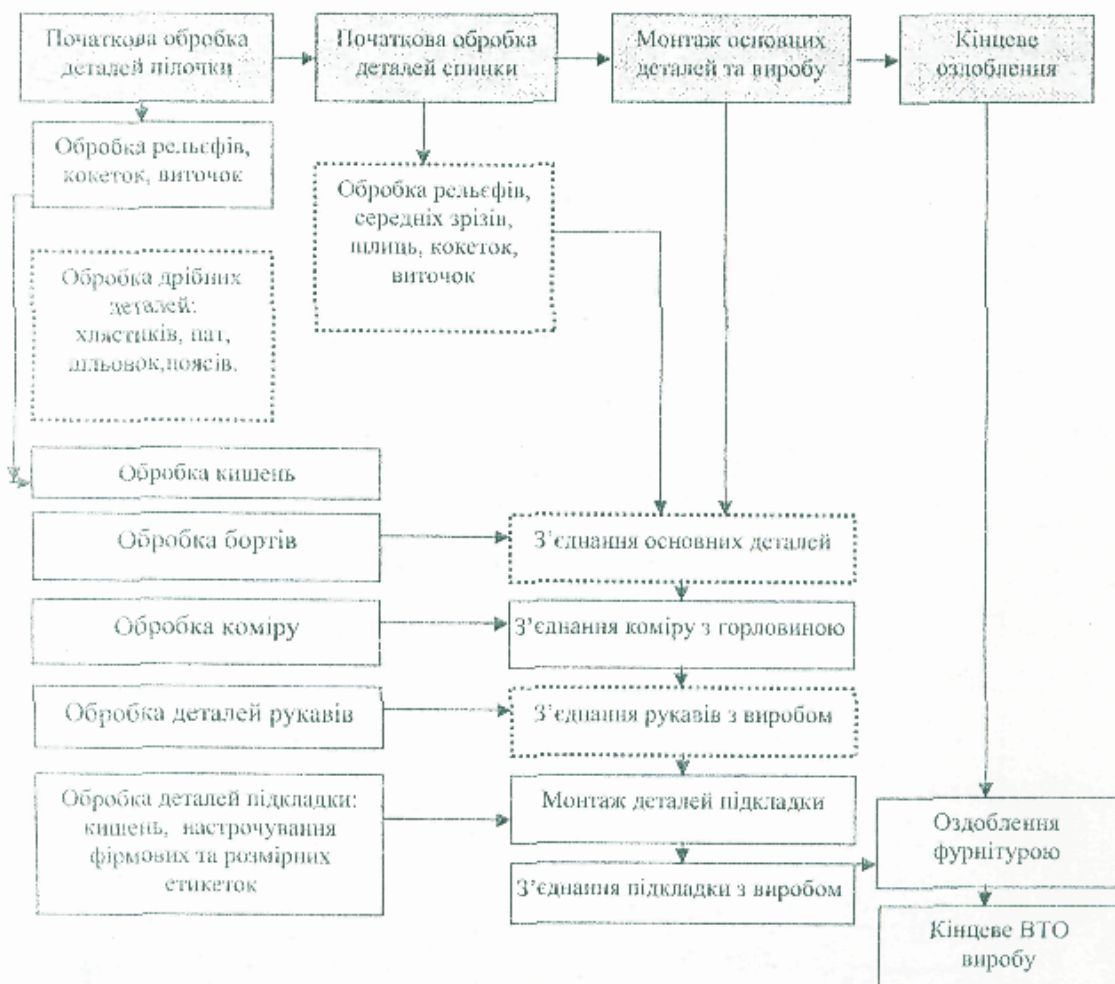 Початкова обробка
деталей пілочки
Початкова обробка
деталей спинки
Монтаж основних
деталей та виробу
Кінцеве
оздоблення
Обробка рельєфів,
кокеток, виточок
Обробка рельєфів,
середніх зрізів,
шлиць, кокеток,
виточок
Обробка дрібних
деталей:
хлястиків, пат,
шльовок,поясів.
Обробка кишень
Обробка бортів
З’єднання основних деталей
Обробка коміру
З’єднання коміру з горловиною
Обробка деталей рукавів
З’єднання рукавів з виробом
Обробка деталей підкладки:
кишень, настрочування
фірмових та розмірних
етикеток
Монтаж деталей підкладки
З’єднання підкладки з виробом
Оздоблення
фурнітурою
Кінцеве ВТО
виробу